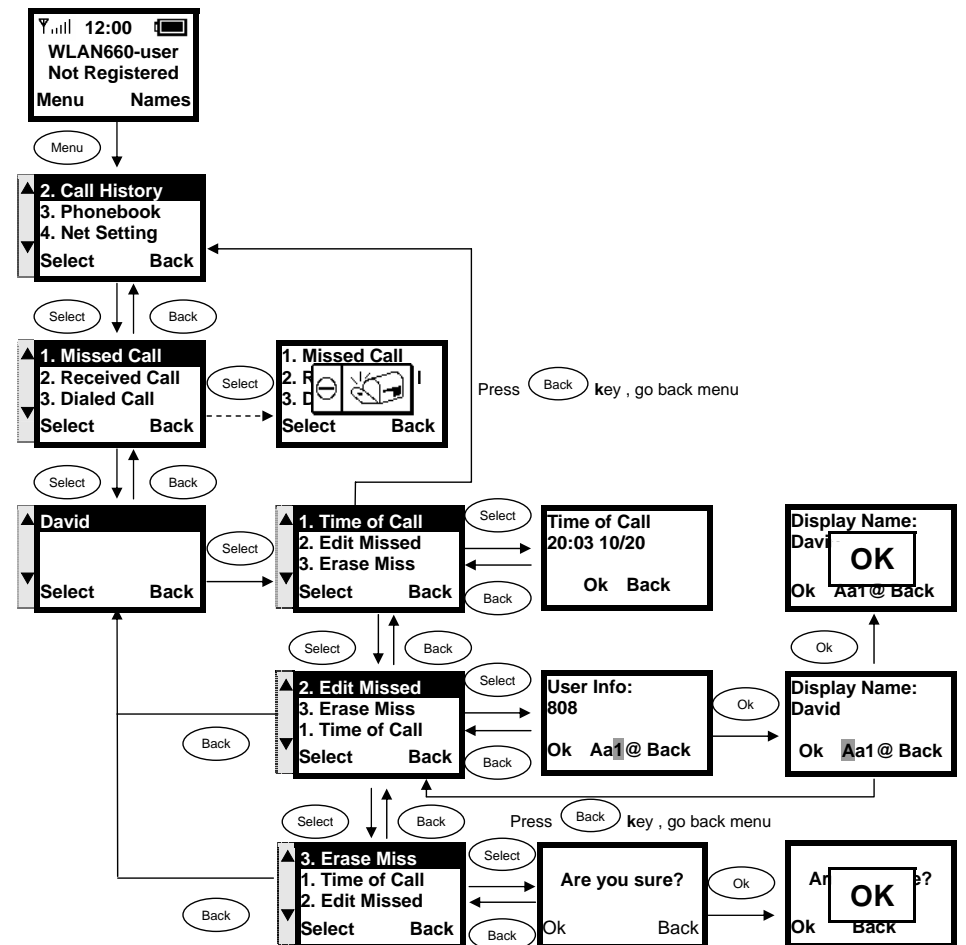 12:00
WLAN660-user
Not Registered
Menu Names
Menu
2. Call History
3. Phonebook
4. Net Setting
Select Back
Select
Back
1. Missed Call
2. Received Call
3. Dialed Call
Select Back
Select
1. Missed Call
2. R l
3. D
Select Back
Press Back key , go back menu
Select
Back
David
Select Back
Select
1. Time of Call
2. Edit Missed
3. Erase Miss
Select Back
Select
Back
Time of Call
20:03 10/20
Ok Back
Display Name:
Davi
OK
Ok Aa1@ Back
Ok
Select
Back
2. Edit Missed
3. Erase Miss
1. Time of Call
Select Back
Select
Back
User Info:
808
Ok Aa1@ Back
Ok
Display Name:
David
Ok Aa1@ Back
Back
Select
Back
Press Back key , go back menu
3. Erase Miss
1. Time of Call
2. Edit Missed
Select Back
Back
Select
Back
Are you sure?
Ok Back
Ok
Ar e?
OK
Ok Back